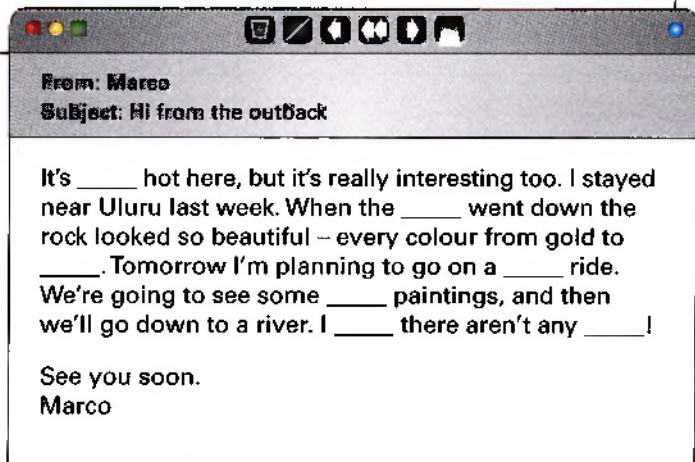 From: Marco
Subject: Hi from the outback
It's _____ hot here, but it's really interesting too. I stayed
near Uluru last week. When the _____ went down the
rock looked so beautiful – every colour from gold to
_____. Tomorrow I'm planning to go on a _____ ride.
We're going to see some _____ paintings, and then
we'll go down to a river. I _____ there aren't any _____!
See you soon.
Marco